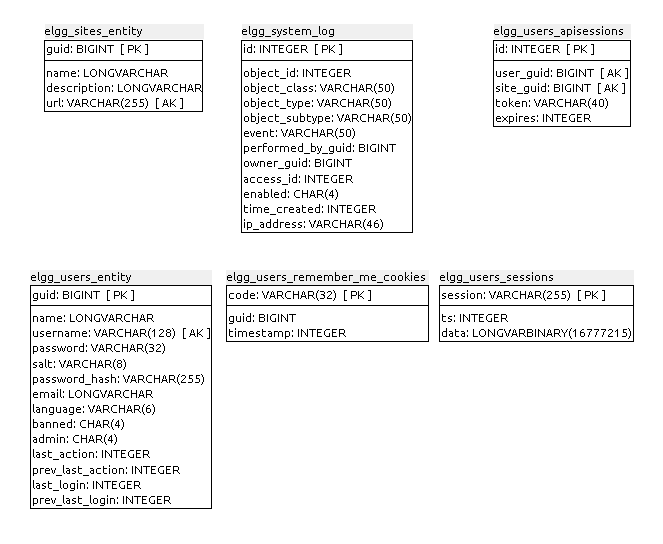 elgg_sites_entity
guid: BIGINT [ PK ]
name: LONGVARCHAR
description: LONGVARCHAR
url: VARCHAR(255) [ AK ]
elgg_system_log
id: INTEGER [ PK ]
object_id: INTEGER
object_class: VARCHAR(50)
object_type: VARCHAR(50)
object_subtype: VARCHAR(50)
event: VARCHAR(50)
performed_by_guid: BIGINT
owner_guid: BIGINT
access_id: INTEGER
enabled: CHAR(4)
time_created: INTEGER
ip_address: VARCHAR(46)
elgg_users_apisessions
id: INTEGER [ PK ]
user_guid: BIGINT [ AK ]
site_guid: BIGINT [ AK ]
token: VARCHAR(40)
expires: INTEGER
elgg_users_entity
guid: BIGINT [ PK ]
name: LONGVARCHAR
username: VARCHAR(128) [ AK ]
password: VARCHAR(32)
salt: VARCHAR(8)
password_hash: VARCHAR(255)
email: LONGVARCHAR
language: VARCHAR(6)
banned: CHAR(4)
admin: CHAR(4)
last_action: INTEGER
prev_last_action: INTEGER
last_login: INTEGER
prev_last_login: INTEGER
elgg_users_remember_me_cookies
code: VARCHAR(32) [ PK ]
guid: BIGINT
timestamp: INTEGER
elgg_users_sessions
session: VARCHAR(255) [ PK ]
ts: INTEGER
data: LONGVARBINARY(16777215)